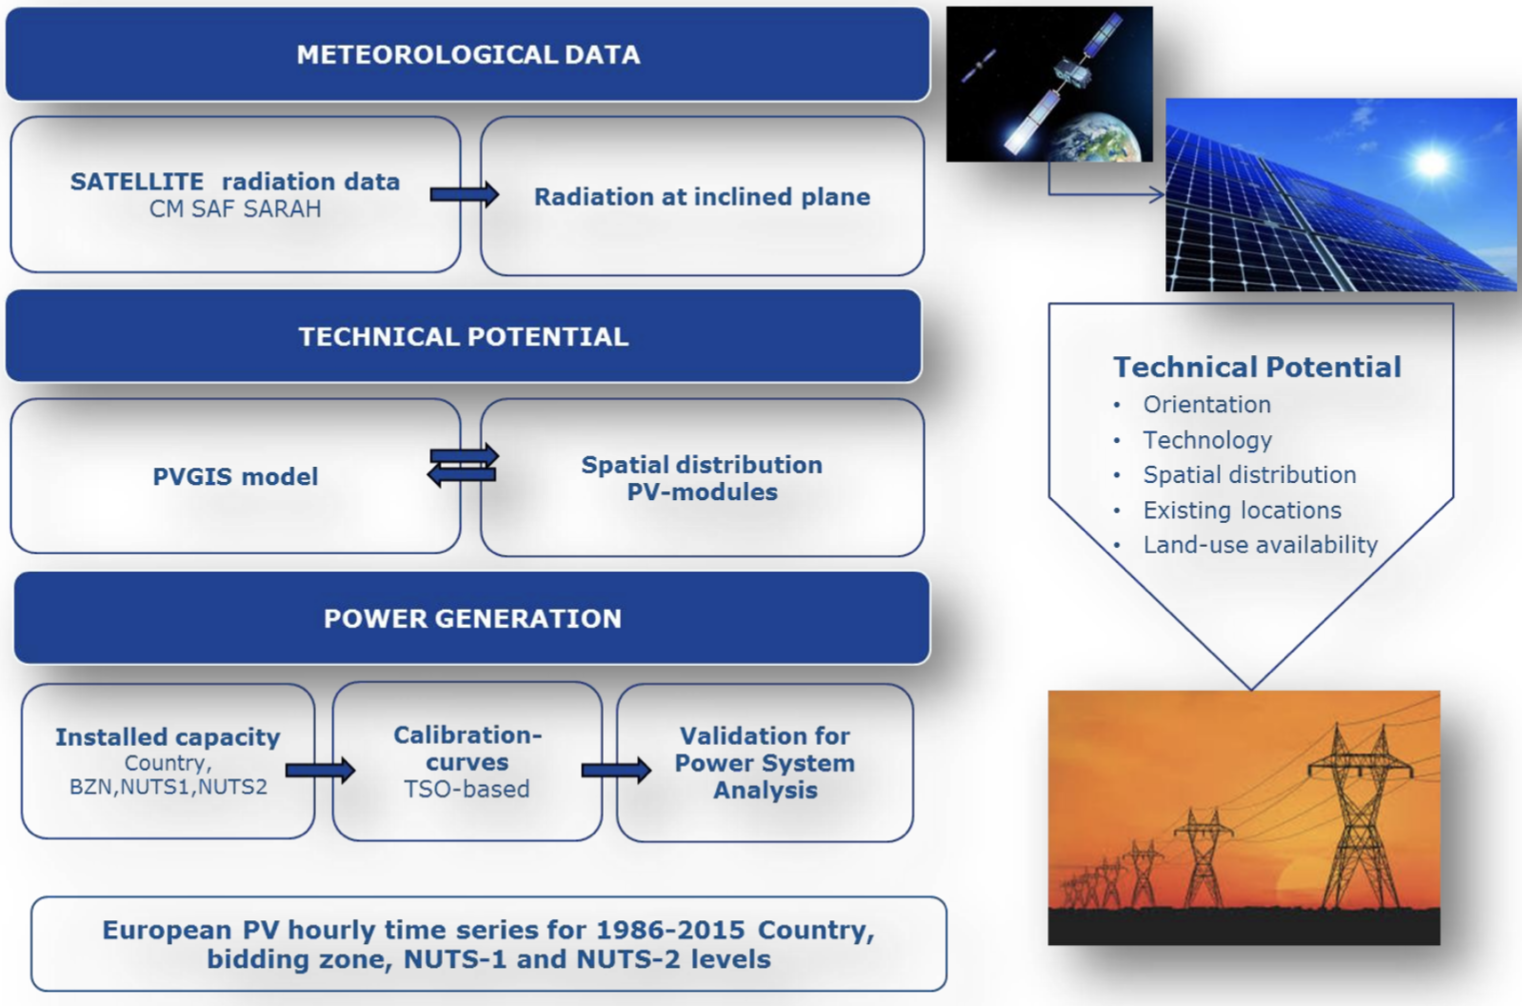 METEOROLOGICAL DATA
SATELLITE radiation data
CM SAF SARAH
Radiation at inclined plane
TECHNICAL POTENTIAL
PVGIS model
Spatial distribution
PV-modules
POWER GENERATION
Installed capacity
Country,
BZN,NUTS1,NUTS2
Calibration-
curves
TSO-based
Validation for
Power System
Analysis
European PV hourly time series for 1986-2015 Country,
bidding zone, NUTS-1 and NUTS-2 levels
Technical Potential
• Orientation
• Technology
• Spatial distribution
• Existing locations
• Land-use availability